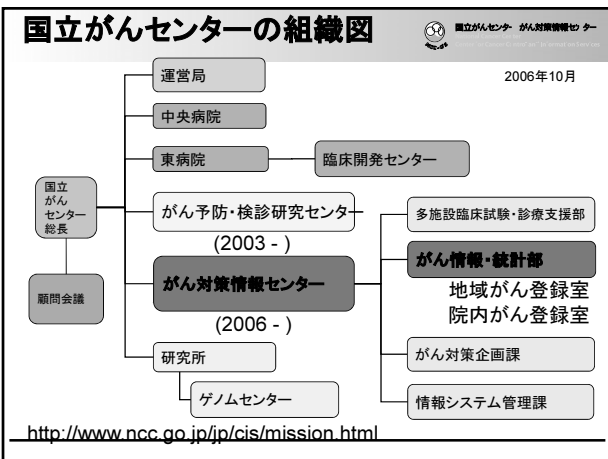 国立がんセンターの組織図
国立がんセンター がん対策情報センター
2006年10月
運営局
中央病院
東病院
臨床開発センター
国立
がん
センター
総長
がん予防・検診研究センター
(2003 - )
多施設臨床試験・診療支援部
がん対策情報センター
(2006 - )
がん情報・統計部
地域がん登録室
院内がん登録室
顧問会議
研究所
がん対策企画課
ゲノムセンター
情報システム管理課
http://www.ncc.go.jp/jp/cis/mission.html